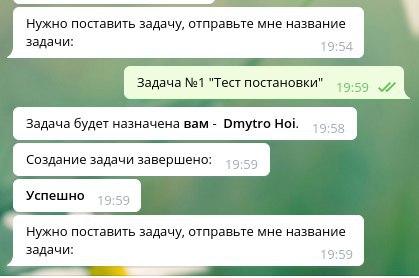 Нужно поставить задачу, отправьте мне название
задачи:
19:54
Задача №1 "Тест постановки"
19:59
Задача будет назначена вам - Dmytro Hoi.
19:58
Создание задачи завершено:
19:59
Успешно
19:59
Нужно поставить задачу, отправьте мне название
задачи:
19:59